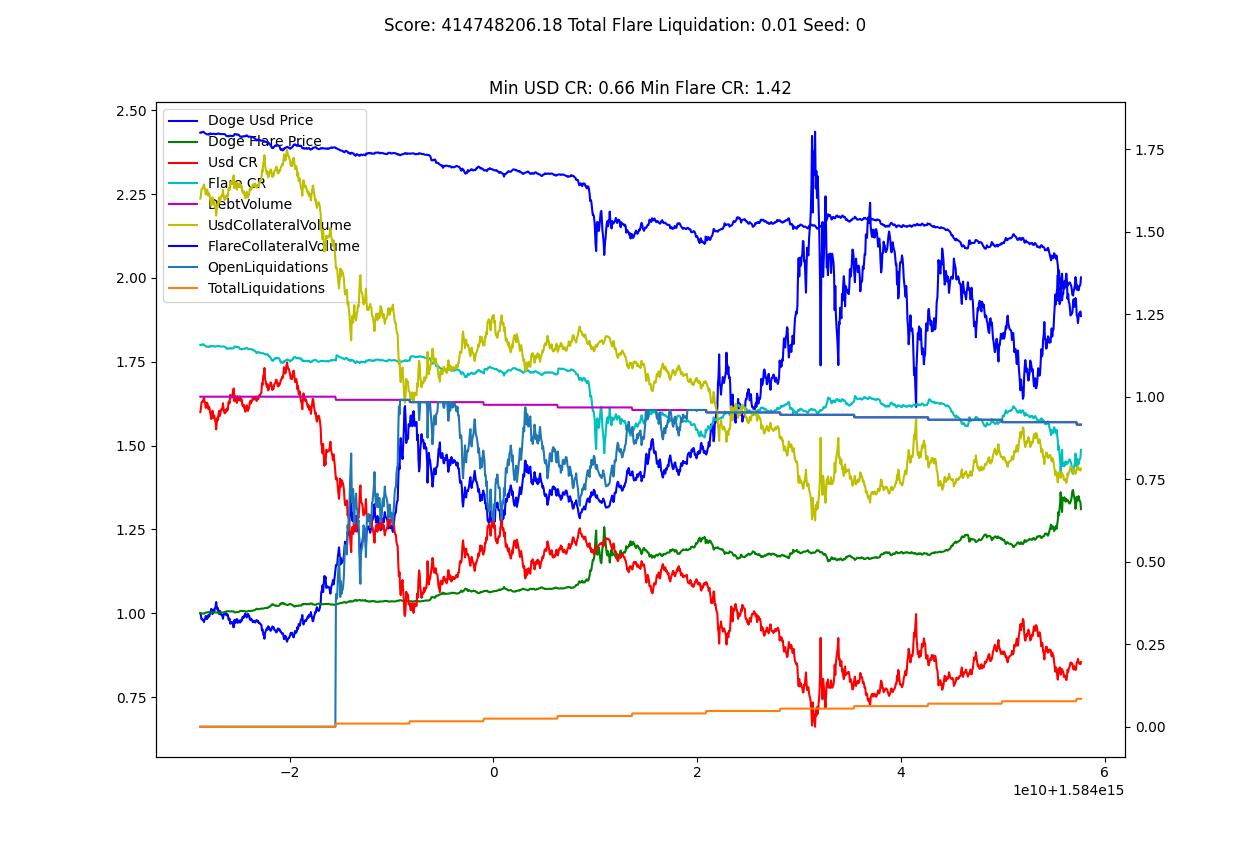 Score: 414748206.18 Total Flare Liquidation: 0.01 Seed: 0
Min USD CR: 0.66 Min Flare CR: 1.42
Doge Usd Price
Doge Flare Price
Usd CR
Flare CR
DebtVolume
UsdCollateralVolume
FlareCollateralVolume
OpenLiquidations
TotalLiquidations
2.50
2.25
2.00
1.75
1.50
1.25
1.00
0.75
1.75
1.50
1.25
1.00
0.75
0.50
0.25
0.00
−2
0
2
4
6
1e10+1.584e15